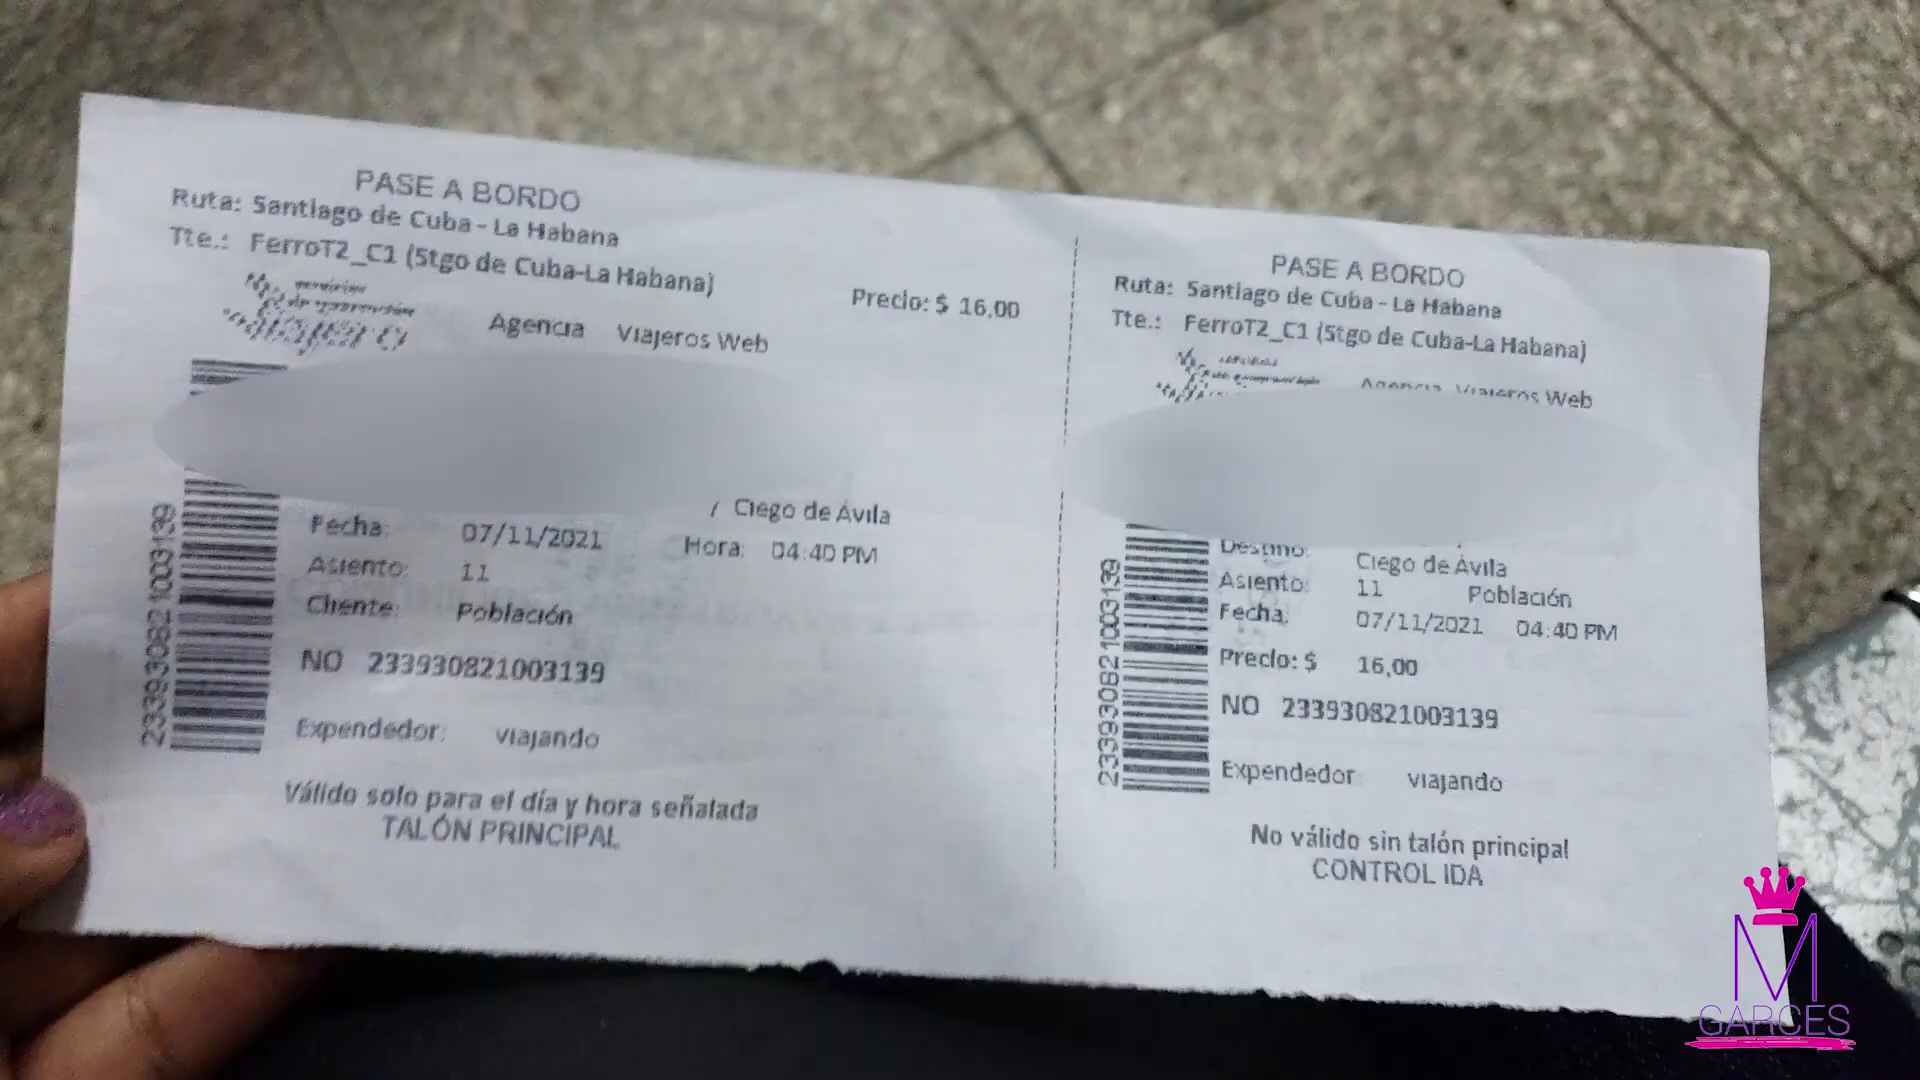 PASE A BORDO
Ruta: Santiago de Cuba - La Habana
Tte.: FerroT2_C1 (Stgo de Cuba-La Habana)
Precio: $ 16,00
Agencia Viajeros Web
/ Ciego de Ávila
Fecha: 07/11/2021 Hora: 04:40 PM
Asiento: 11
Cliente: Población
NO 233930821003139
Expendedor: viajando
Válido solo para el día y hora señalada
TALÓN PRINCIPAL
233930821003139
PASE A BORDO
Ruta: Santiago de Cuba - La Habana
Tte.: FerroT2_C1 (Stgo de Cuba-La Habana)
Agencia Viajeros Web
Destino: Ciego de Ávila
Asiento: 11 Población
Fecha: 07/11/2021 04:40 PM
Precio: $ 16,00
NO 233930821003139
Expendedor: viajando
No válido sin talón principal
CONTROL IDA
233930821003139
M
GARCES